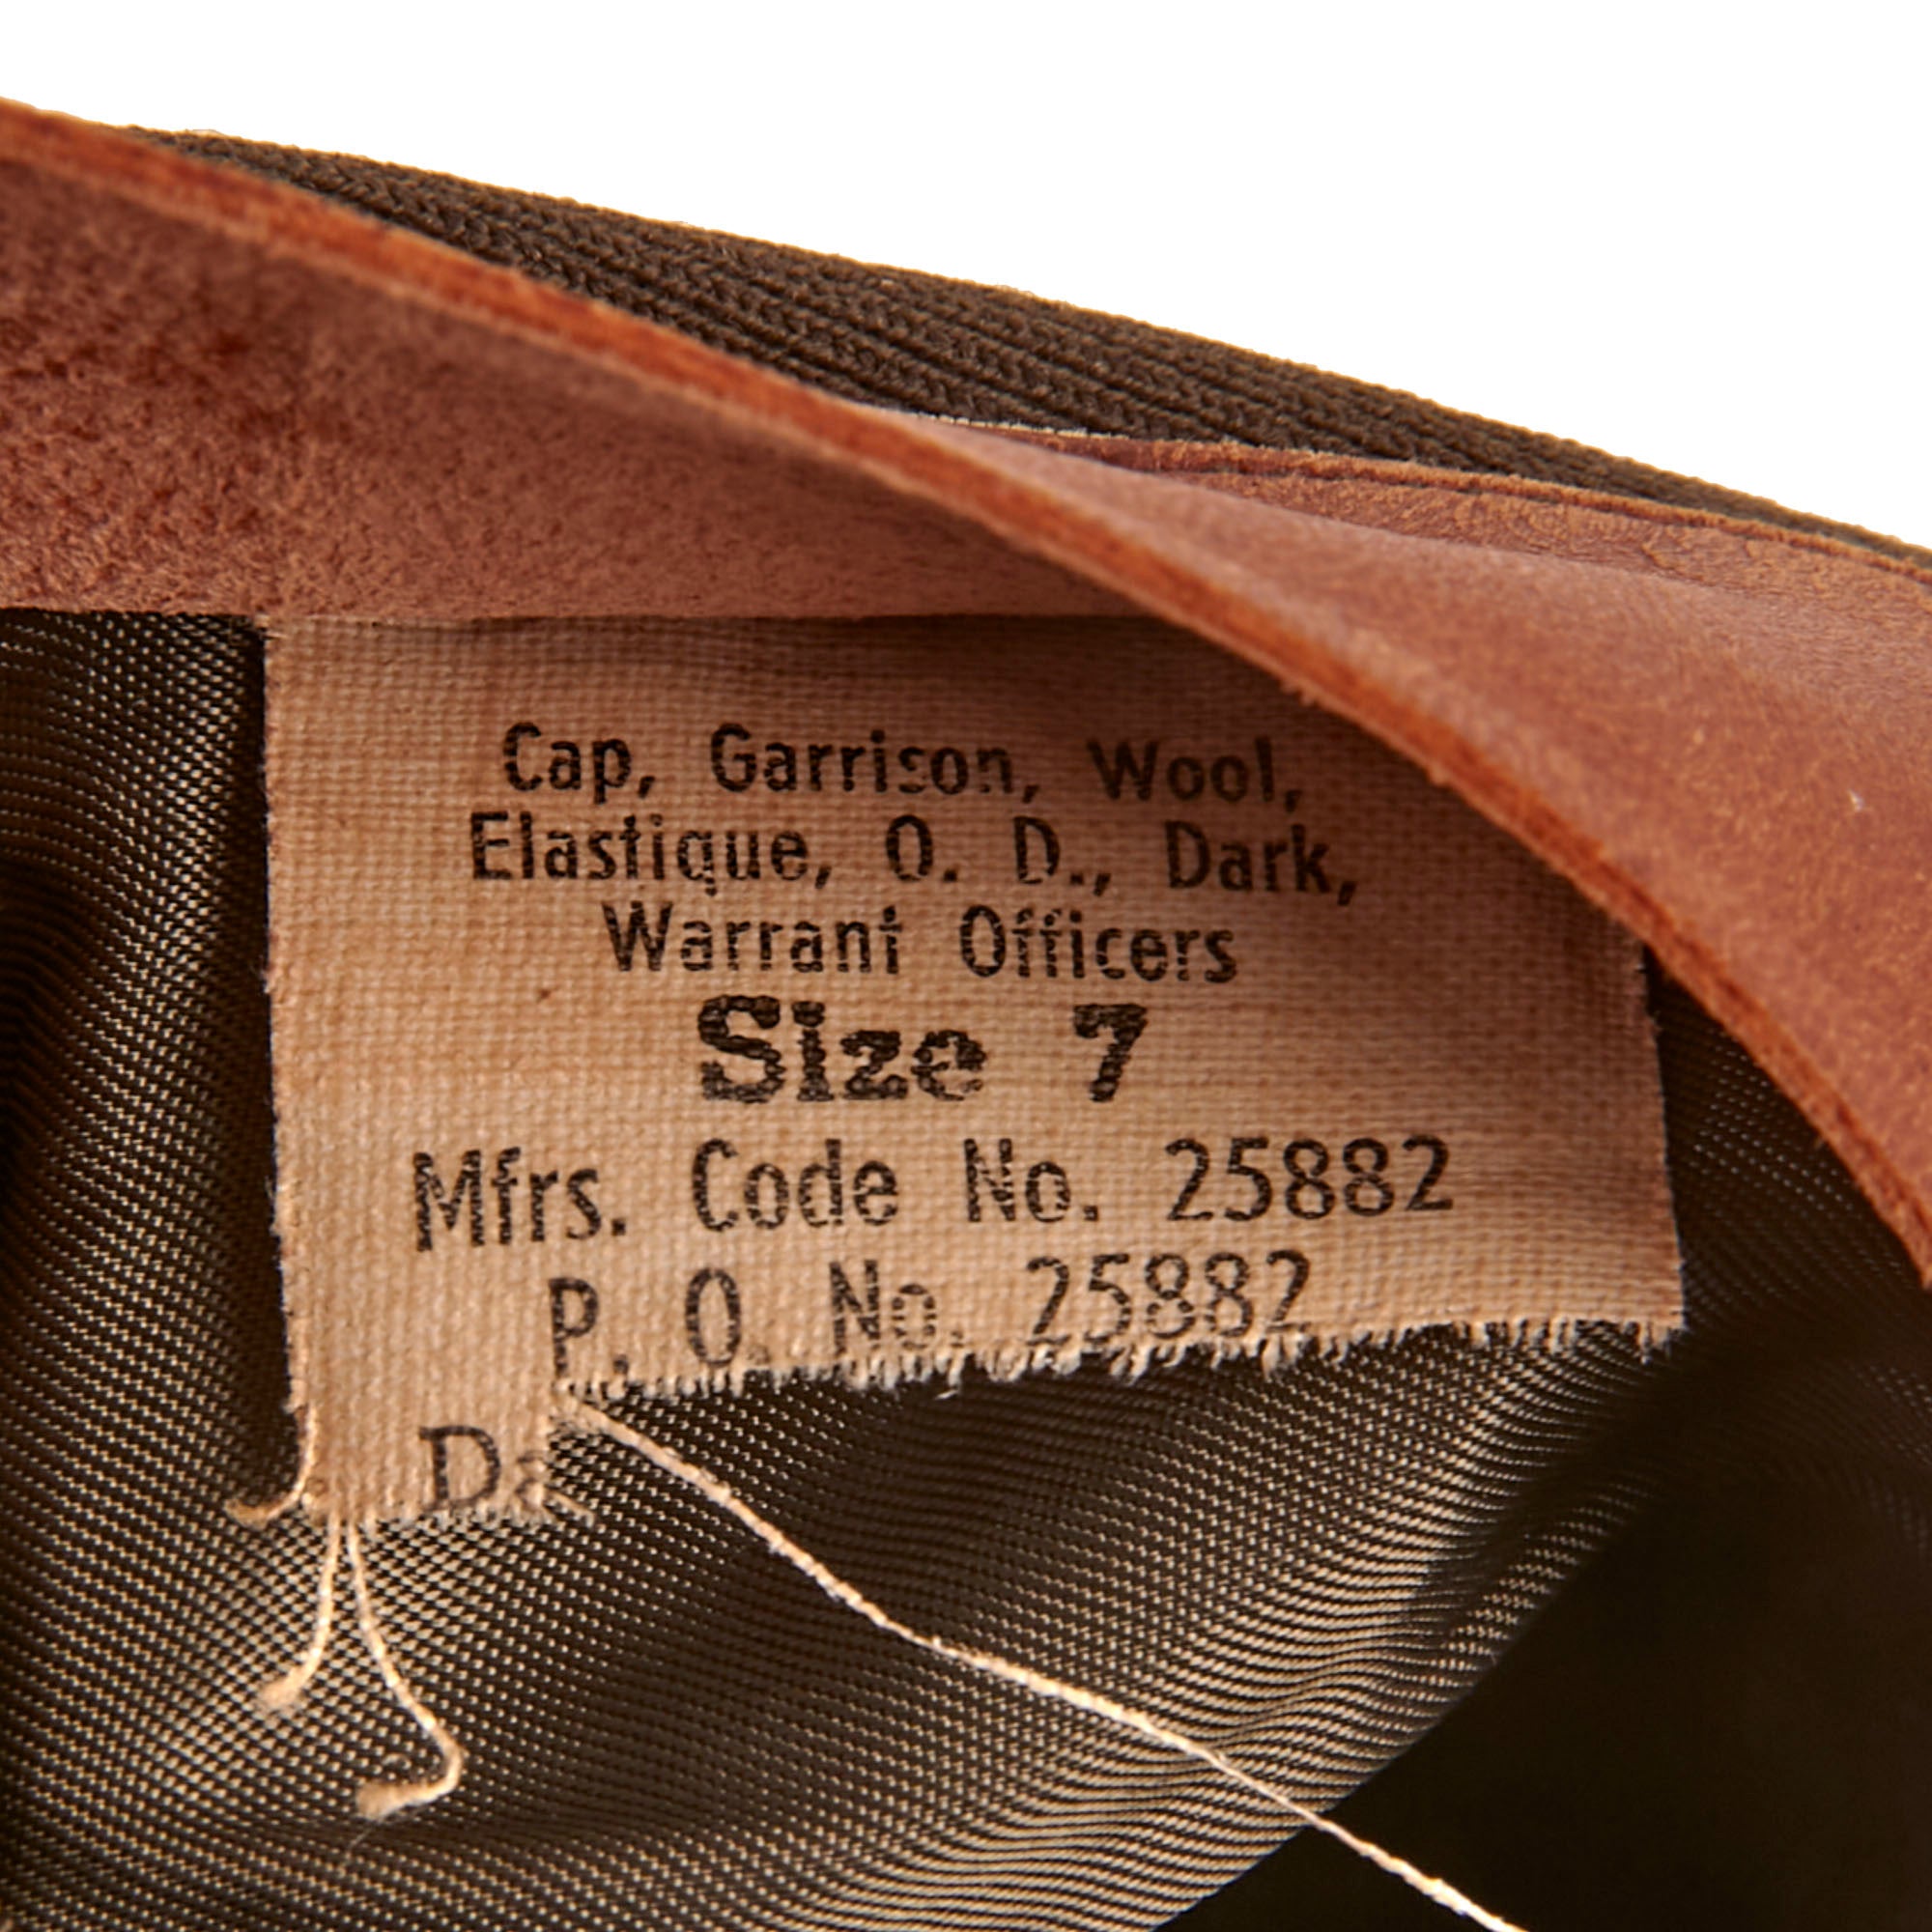 Cap, Garrison, Wool,
Elastique, O. D., Dark,
Warrant Officers
Size 7
Mfrs. Code No. 25882
P. O. No. 25882